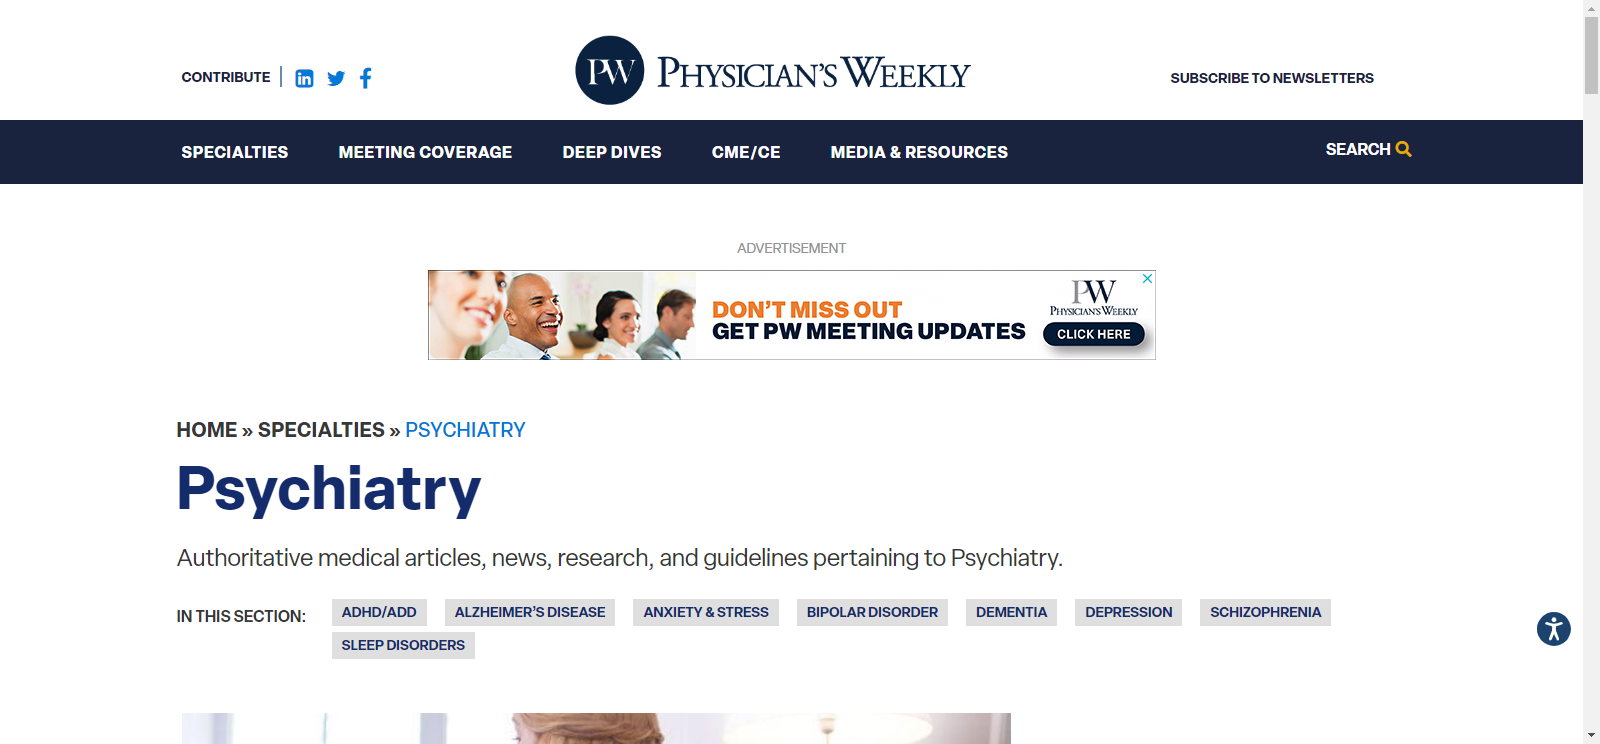 CONTRIBUTE
PW PHYSICIAN'S WEEKLY
SUBSCRIBE TO NEWSLETTERS
SPECIALTIES MEETING COVERAGE DEEP DIVES CME/CE MEDIA & RESOURCES SEARCH
ADVERTISEMENT
DON'T MISS OUT
GET PW MEETING UPDATES
PW
PHYSICIAN'S WEEKLY
CLICK HERE
HOME » SPECIALTIES » PSYCHIATRY
Psychiatry
Authoritative medical articles, news, research, and guidelines pertaining to Psychiatry.
IN THIS SECTION: ADHD/ADD ALZHEIMER'S DISEASE ANXIETY & STRESS BIPOLAR DISORDER DEMENTIA DEPRESSION SCHIZOPHRENIA
SLEEP DISORDERS